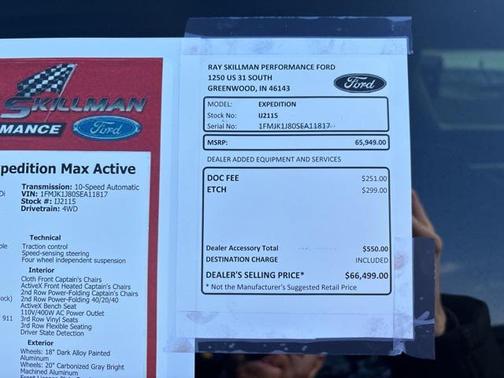 SKILLMAN
MANCE Ford
pedition Max Active
Transmission: 10-Speed Automatic
VIN: 1FMJK1J80SEA11817
Stock #: IJ2115
Drivetrain: 4WD
Technical
Traction control
Speed-sensing steering
Four wheel independent suspension
Interior
Cloth Front Captain's Chairs
ActiveX Front Heated Captain's Chairs
2nd Row Power-Folding Captain's Chairs
ock) 2nd Row Power-Folding 40/20/40
ActiveX Bench Seat
110V/400W AC Power Outlet
911 3rd Row Vinyl Seats
3rd Row Flexible Seating
Driver State Detection
Exterior
Wheels: 18" Dark Alloy Painted
Aluminum
Wheels: 20" Carbonized Gray Bright
Machined Aluminum
RAY SKILLMAN PERFORMANCE FORD
1250 US 31 SOUTH
GREENWOOD, IN 46143
Ford
MODEL: EXPEDITION
Stock No: IJ2115
Serial No: 1FMJK1J80SEA11817
MSRP: 65,949.00
DEALER ADDED EQUIPMENT AND SERVICES
DOC FEE $251.00
ETCH $299.00
Dealer Accessory Total $550.00
DESTINATION CHARGE INCLUDED
DEALER'S SELLING PRICE* $66,499.00
* Not the Manufacturer's Suggested Retail Price